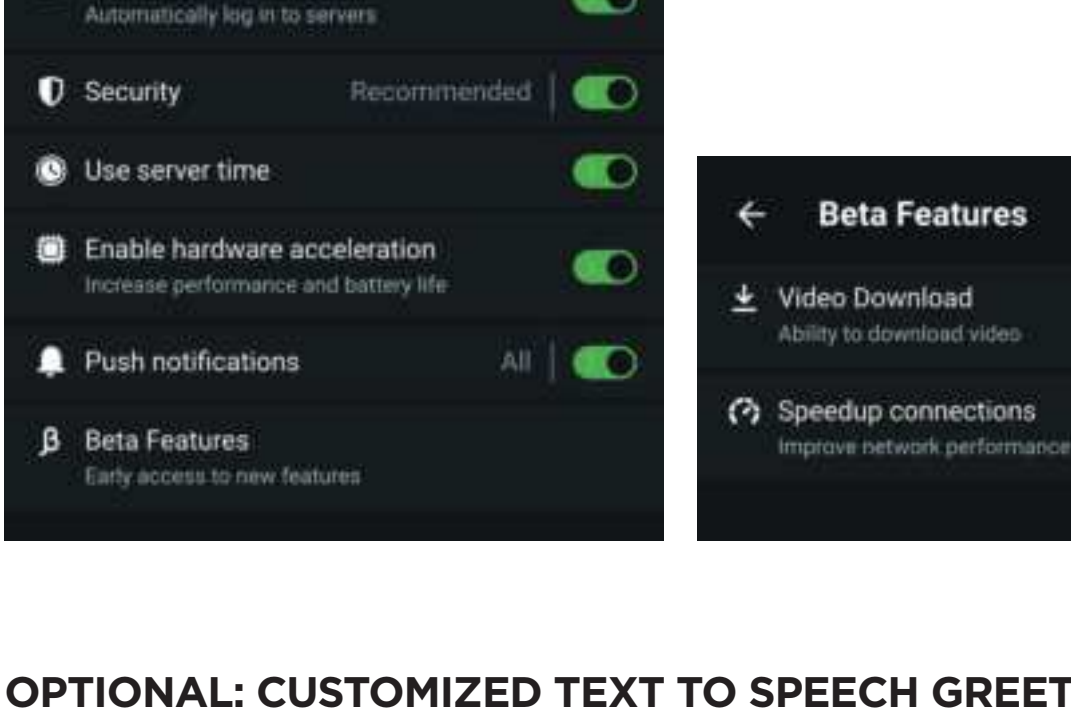 Automatically log in to servers
Security Recommended
Use server time
Enable hardware acceleration
Increase performance and battery life
Push notifications All
β Beta Features
Early access to new features
Beta Features
Video Download
Ability to download video
Speedup connections
Improve network performance
OPTIONAL: CUSTOMIZED TEXT TO SPEECH GREET